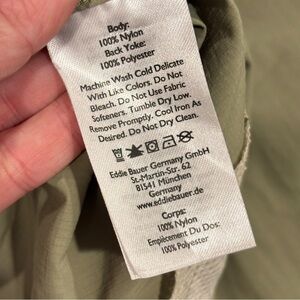 Body:
100% Nylon
Back Yoke:
100% Polyester
Machine Wash Cold Delicate
With Like Colors. Do Not
Bleach. Do Not Use Fabric
Softeners. Tumble Dry Low.
Remove Promptly. Cool Iron As
Desired. Do Not Dry Clean.
Eddie Bauer Germany GmbH
St.-Martin-Str. 62
81541 München
Germany
www.eddiebauer.de
Corps:
100% Nylon
Empiècement Du Dos:
100% Polyester